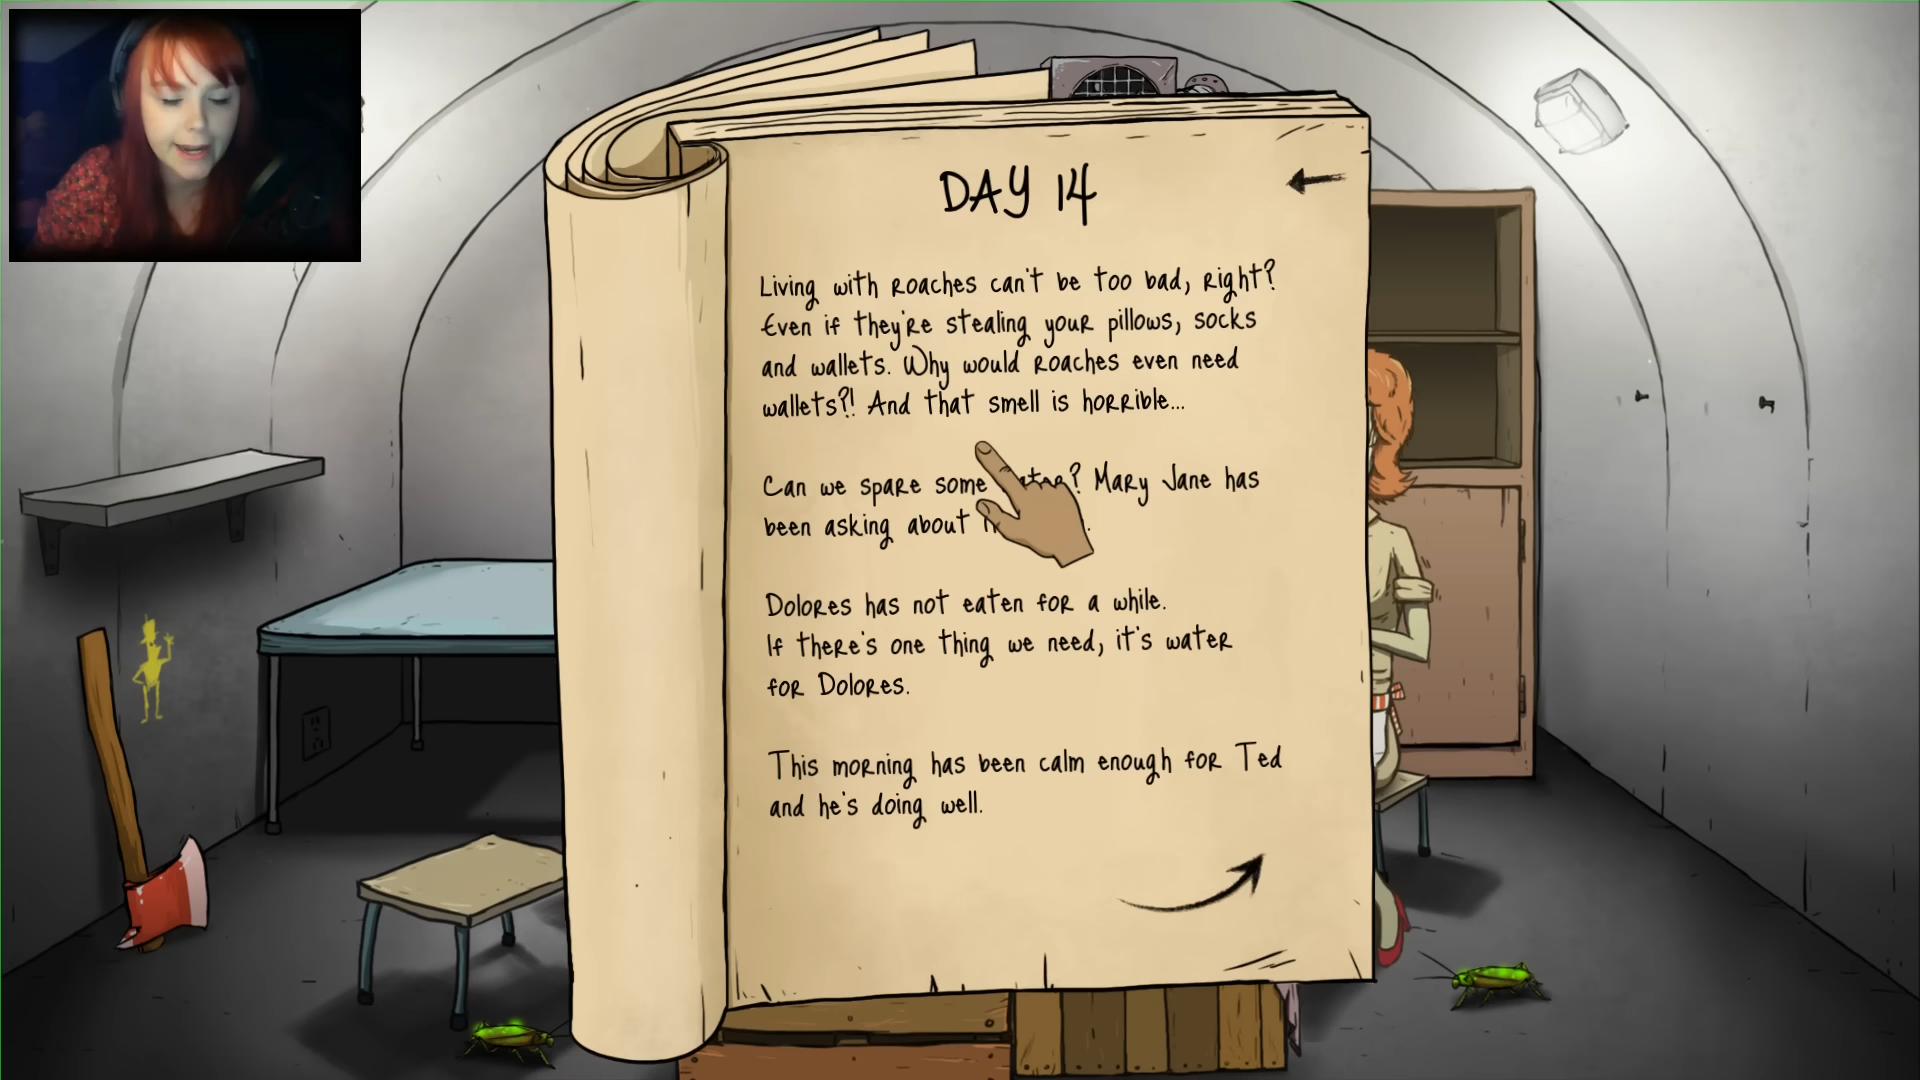 DAY 14
Living with roaches can't be too bad, right?
Even if they're stealing your pillows, socks
and wallets. Why would roaches even need
wallets?! And that smell is horrible...
Can we spare some ? Mary Jane has
been asking about
Dolores has not eaten for a while.
If there's one thing we need, it's water
for Dolores.
This morning has been calm enough for Ted
and he's doing well.